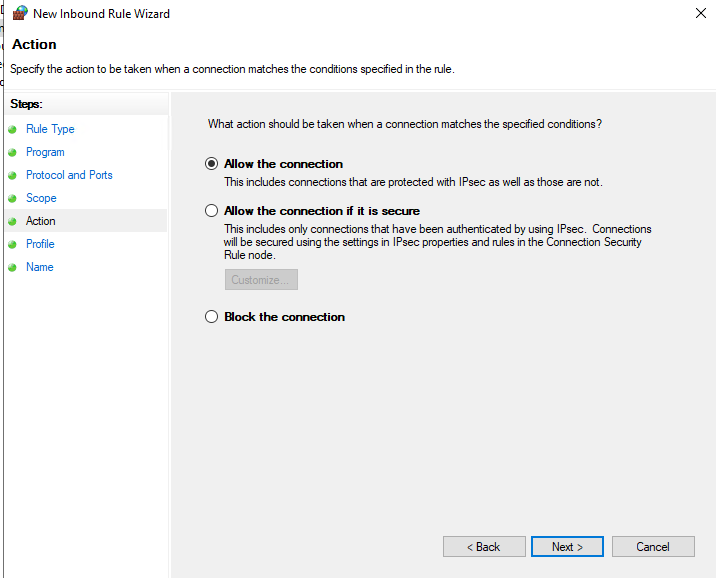 New Inbound Rule Wizard
Action
Specify the action to be taken when a connection matches the conditions specified in the rule.
Steps:
Rule Type
Program
Protocol and Ports
Scope
Action
Profile
Name
What action should be taken when a connection matches the specified conditions?
Allow the connection
This includes connections that are protected with IPsec as well as those are not.
Allow the connection if it is secure
This includes only connections that have been authenticated by using IPsec. Connections
will be secured using the settings in IPsec properties and rules in the Connection Security
Rule node.
Customize...
Block the connection
< Back
Next >
Cancel